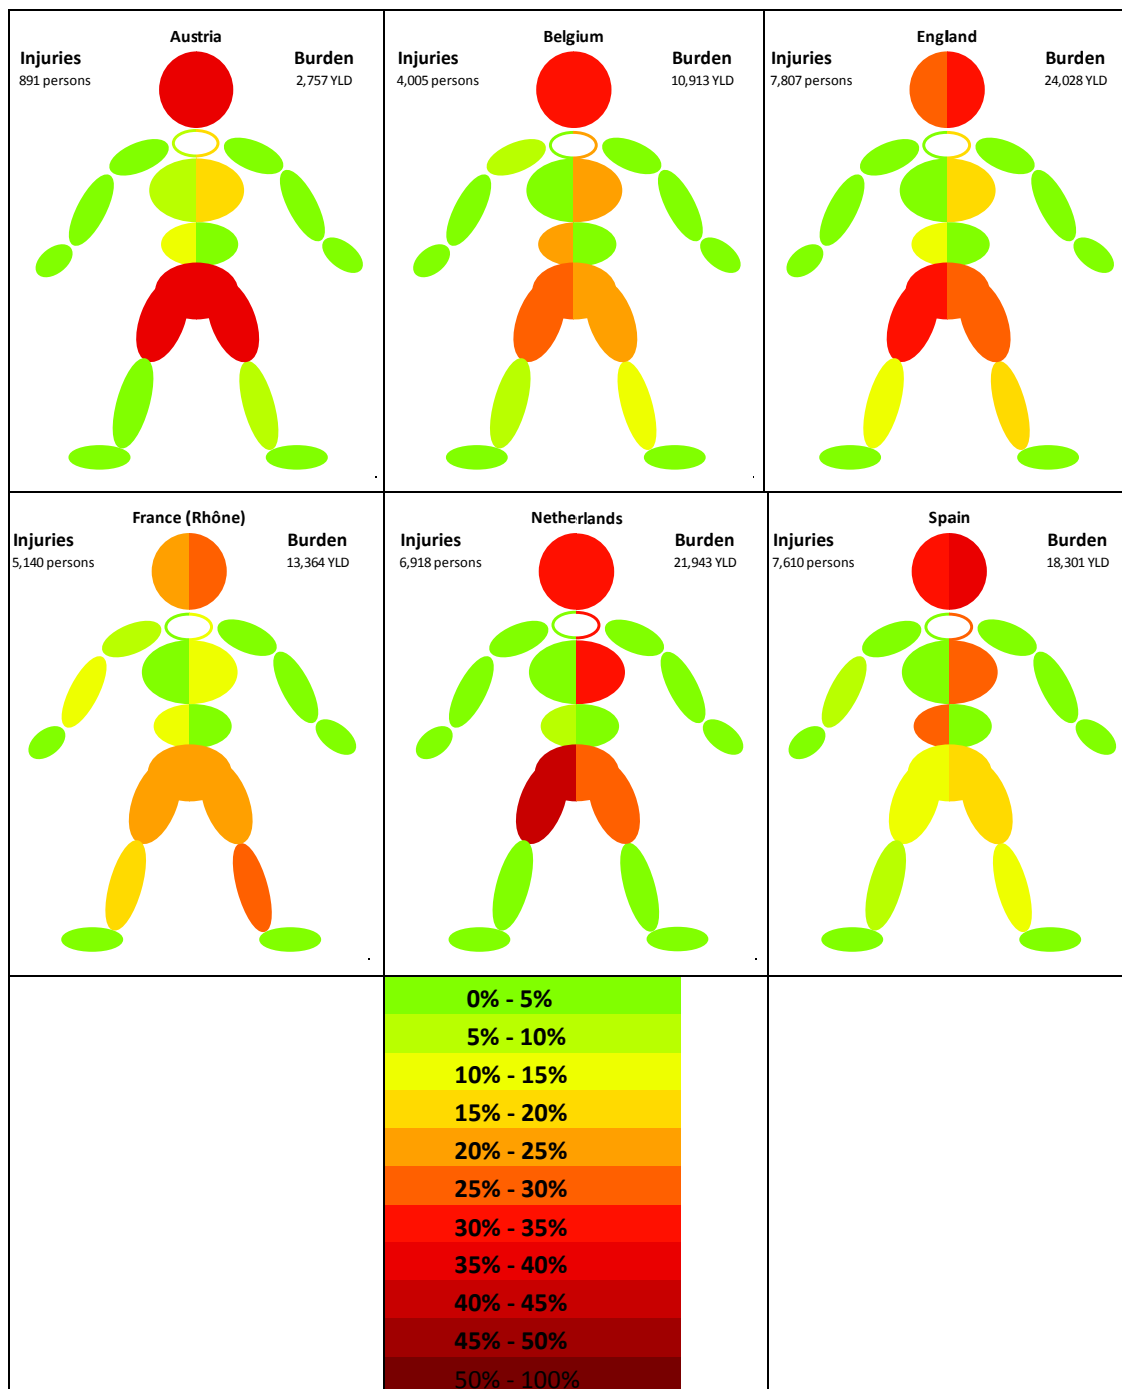 Austria
Injuries Burden
891 persons 2,757 YLD
Belgium
Injuries Burden
4,005 persons 10,913 YLD
England
Injuries Burden
7,807 persons 24,028 YLD
France (Rhône)
Injuries Burden
5,140 persons 13,364 YLD
Netherlands
Injuries Burden
6,918 persons 21,943 YLD
Spain
Injuries Burden
7,610 persons 18,301 YLD
0% - 5%
5% - 10%
10% - 15%
15% - 20%
20% - 25%
25% - 30%
30% - 35%
35% - 40%
40% - 45%
45% - 50%
50% - 100%